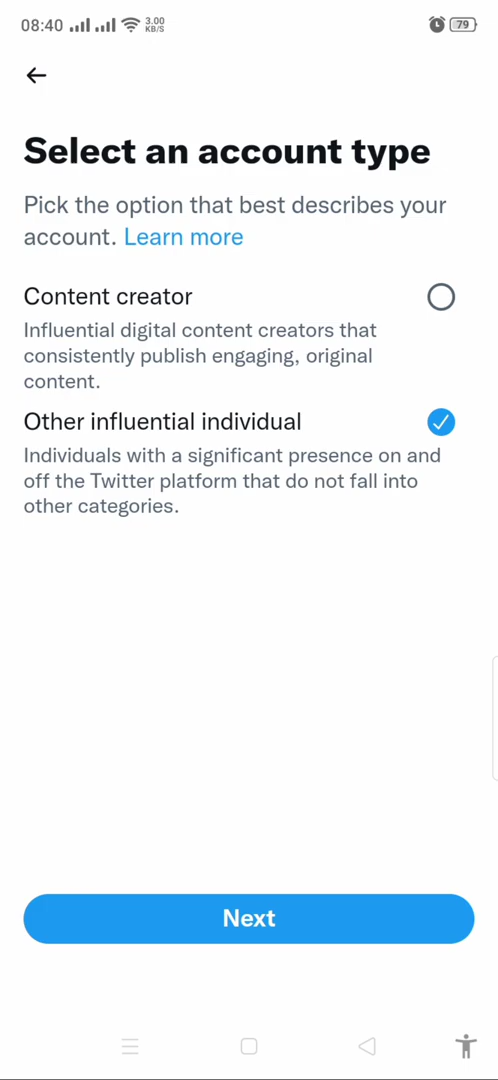 08:40 3.00 KB/S 79
Select an account type
Pick the option that best describes your
account. Learn more
Content creator
Influential digital content creators that
consistently publish engaging, original
content.
Other influential individual
Individuals with a significant presence on and
off the Twitter platform that do not fall into
other categories.
Next